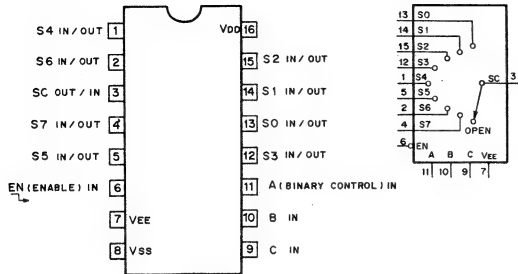 S4 IN/OUT 1
S6 IN/OUT 2
SC OUT/IN 3
S7 IN/OUT 4
S5 IN/OUT 5
EN (ENABLE) IN 6
7 VEE
8 VSS
VDD 16
15 S2 IN/OUT
14 S1 IN/OUT
13 S0 IN/OUT
12 S3 IN/OUT
11 A (BINARY CONTROL) IN
10 B IN
9 C IN
13 S0
14 S1
15 S2
12 S3
1 S4
5 S5
2 S6
4 S7
6 EN
SC 3
OPEN
A B C VEE
11 10 9 7